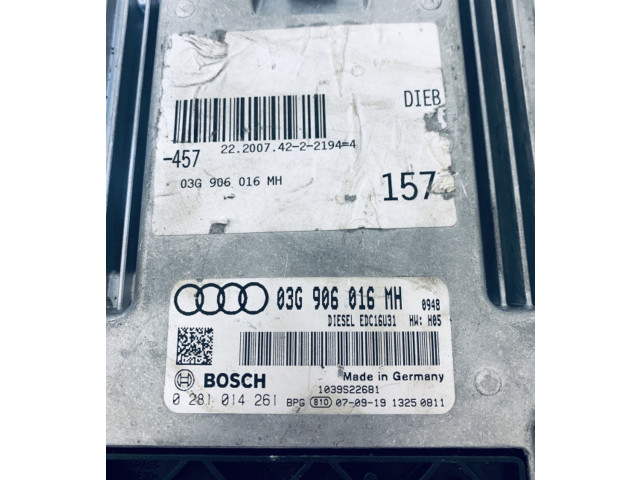 DIEB
22.2007.42-2-2194=4
-457
03G 906 016 MH
157
03G 906 016 MH 0948
DIESEL EDC16U31 HW: H05
BOSCH
Made in Germany
1039S22681
0 281 014 261 BPG 810 07-09-19 1325 0811